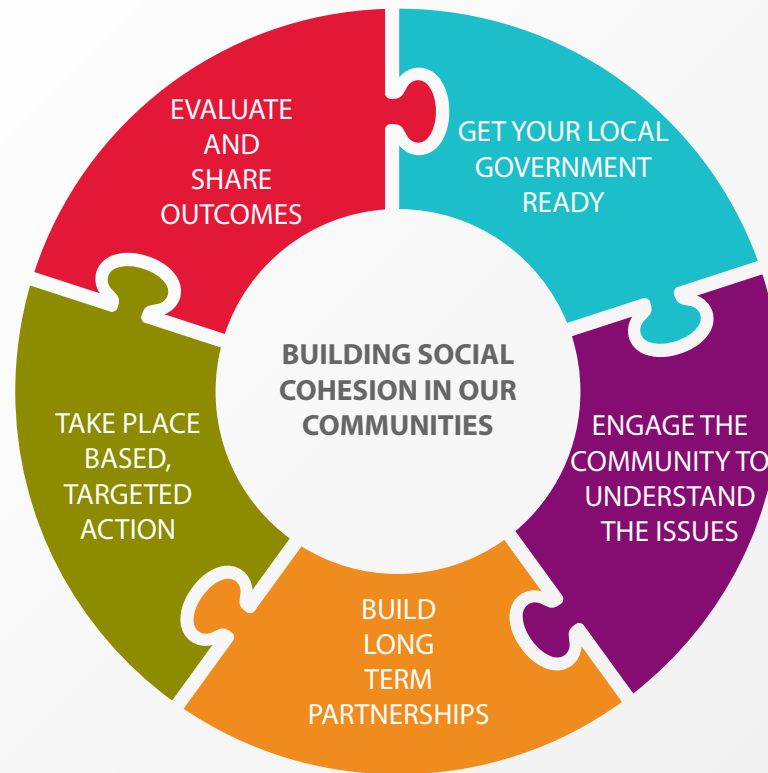 BUILDING SOCIAL
COHESION IN OUR
COMMUNITIES
GET YOUR LOCAL
GOVERNMENT
READY
ENGAGE THE
COMMUNITY TO
UNDERSTAND
THE ISSUES
BUILD
LONG
TERM
PARTNERSHIPS
TAKE PLACE
BASED,
TARGETED
ACTION
EVALUATE
AND
SHARE
OUTCOMES